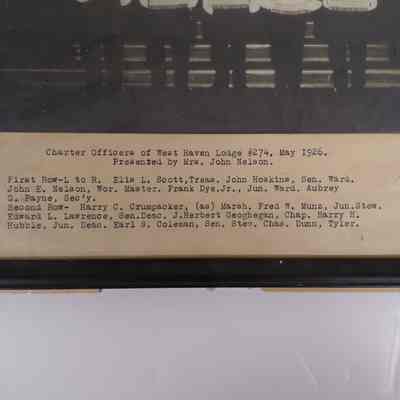 Charter Officers of West Haven Lodge #274, May 1926.
Presented by Mrs. John Nelson.
First Row-L to R. Elis L. Scott,Treas. John Hoskins, Sen. Ward.
John E. Nelson, Wor. Master. Frank Dye.Jr., Jun. Ward. Aubrey
G. Payne, Sec'y.
Second Row- Harry C. Crumpacker, (as) Marsh. Fred W. Munz, Jun.Stew.
Edward L. Lawrence, Sen.Deac. J.Herbert Geoghegan, Chap. Harry H.
Hubble, Jun. Deac. Earl S. Coleman, Sen. Stew. Chas. Dunn, Tyler.